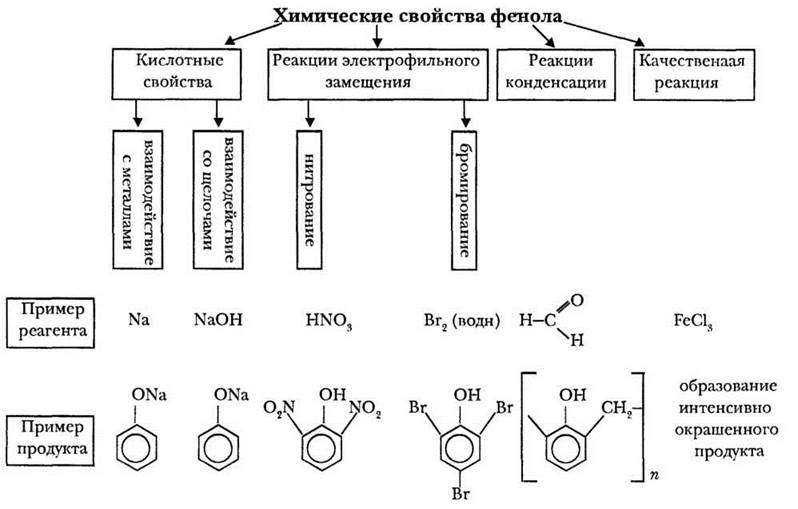 Химические свойства фенола
Кислотные
свойства
Реакции электрофильного
замещения
Реакции
конденсации
Качественаая
реакция
взаимодействие
с металлами
взаимодействие
со щелочами
нитрование
бромирование
Пример
реагента
Na
NaOH
HNO₃
Br₂ (водн)
H–C
O
H
FeCl₃
Пример
продукта
ONa
ONa
O₂N
OH
NO₂
Br
OH
Br
Br
OH
CH₂–
n
образование
интенсивно
окрашенного
продукта